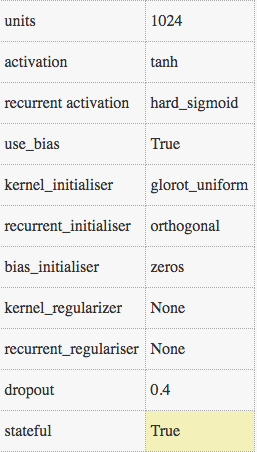 units 1024
activation tanh
recurrent activation hard_sigmoid
use_bias True
kernel_initialiser glorot_uniform
recurrent_initialiser orthogonal
bias_initialiser zeros
kernel_regularizer None
recurrent_regulariser None
dropout 0.4
stateful True